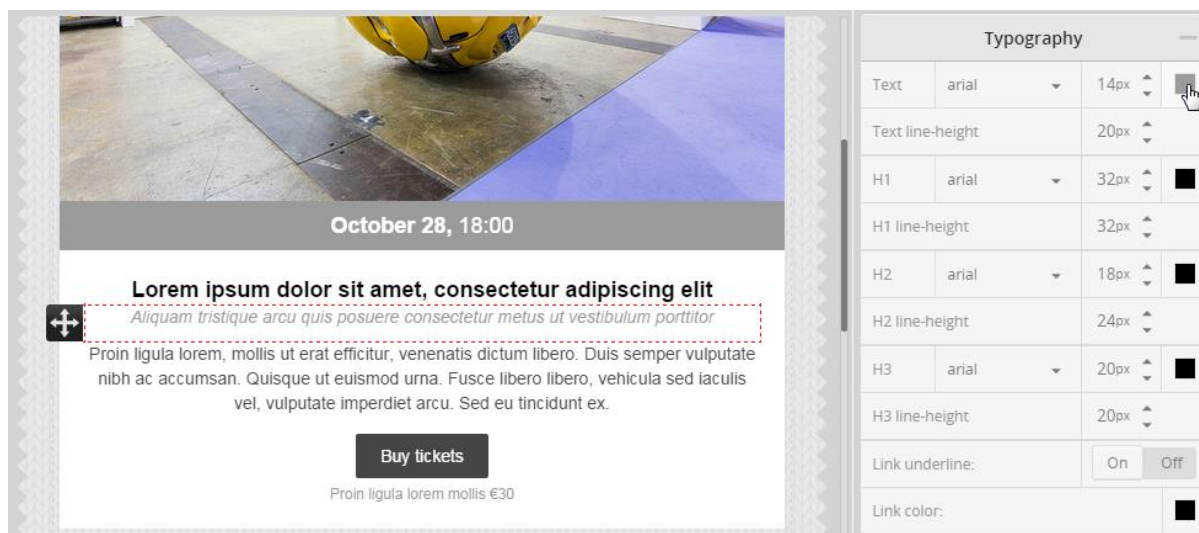 October 28, 18:00
Lorem ipsum dolor sit amet, consectetur adipiscing elit
Aliquam tristique arcu quis posuere consectetur metus ut vestibulum porttitor
Proin ligula lorem, mollis ut erat efficitur, venenatis dictum libero. Duis semper vulputate
nibh ac accumsan. Quisque ut euismod urna. Fusce libero libero, vehicula sed iaculis
vel, vulputate imperdiet arcu. Sed eu tincidunt ex.
Buy tickets
Proin ligula lorem mollis €30
Typography
Text arial 14px
Text line-height 20px
H1 arial 32px
H1 line-height 32px
H2 arial 18px
H2 line-height 24px
H3 arial 20px
H3 line-height 20px
Link underline: On Off
Link color: